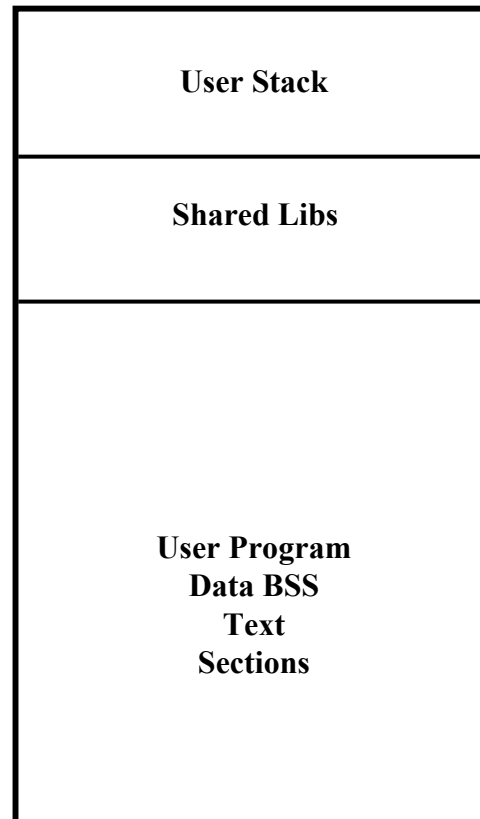 User Stack
Shared Libs
User Program
Data BSS
Text
Sections